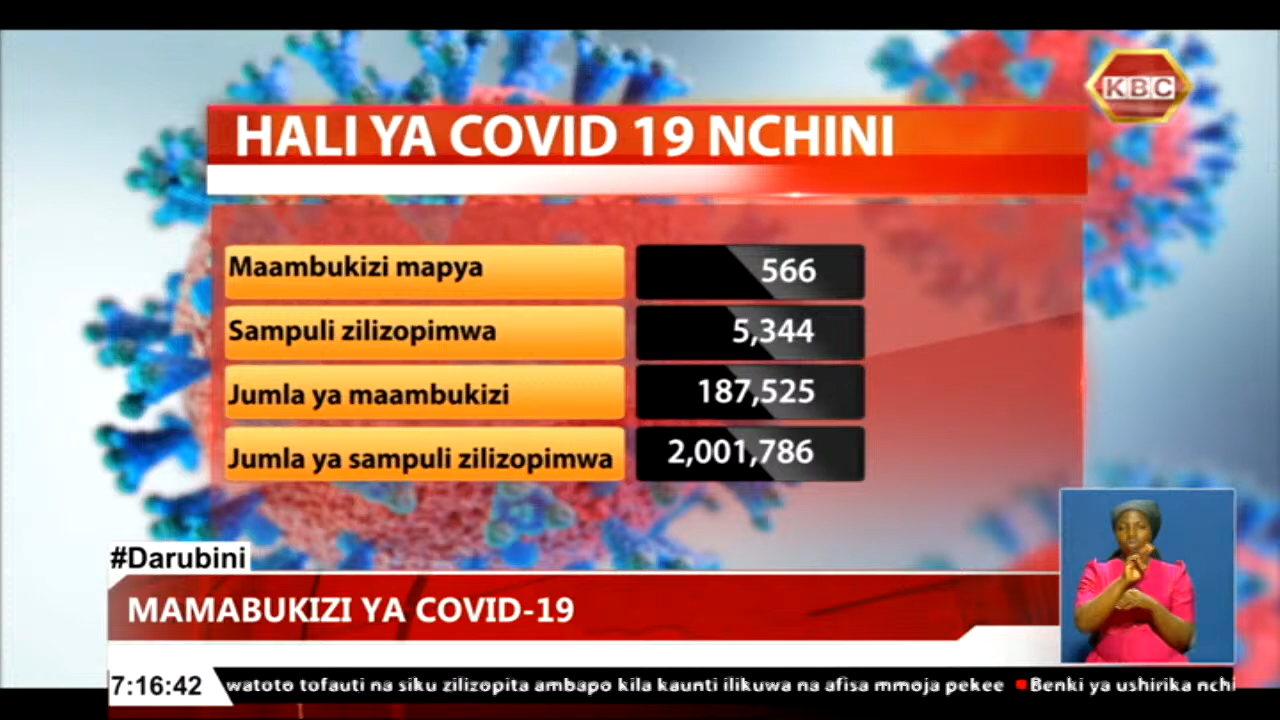 KBC
HALI YA COVID 19 NCHINI
Maambukizi mapya 566
Sampuli zilizopimwa 5,344
Jumla ya maambukizi 187,525
Jumla ya sampuli zilizopimwa 2,001,786
#Darubini
MAMABUKIZI YA COVID-19
7:16:42 watoto tofauti na siku zilizopita ambapo kila kaunti ilikuwa na afisa mmoja pekee Benki ya ushirika nchi